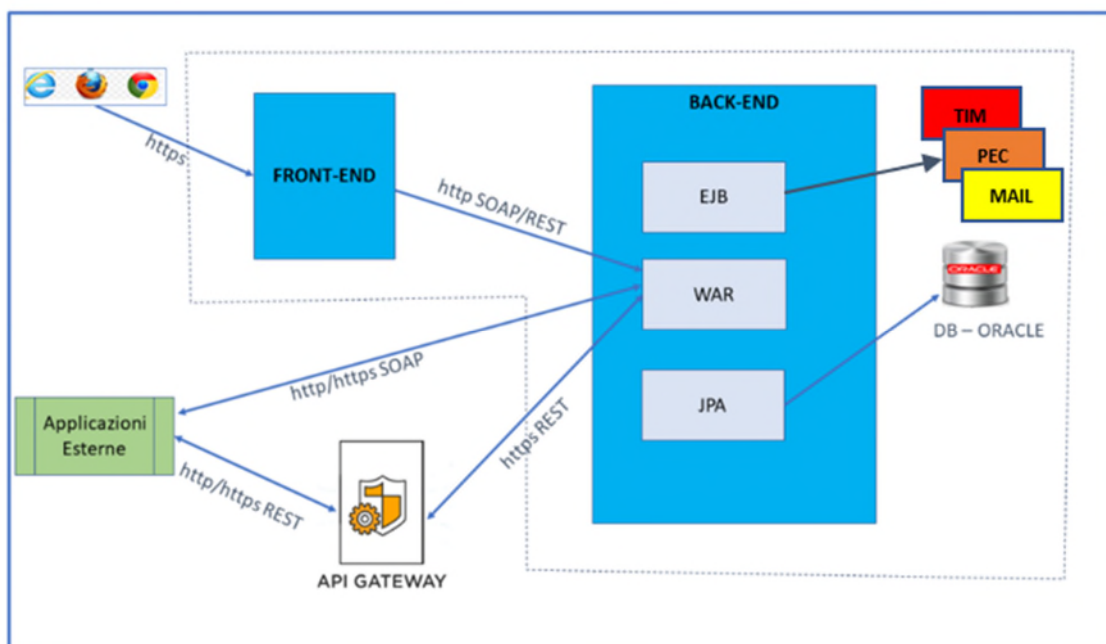 BACK-END
TIM
https
FRONT-END
PEC
EJB
MAIL
http SOAP/REST
WAR
ORACLE
DB – ORACLE
http/https SOAP
JPA
Applicazioni
Esterne
https REST
http/https REST
API GATEWAY